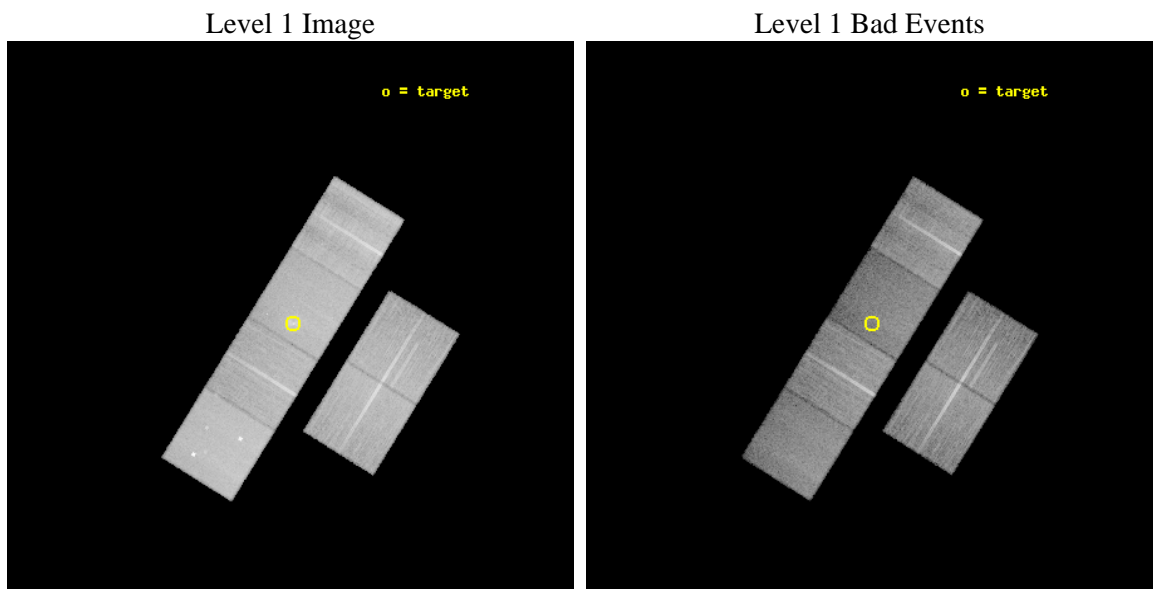 Level 1 Image
Level 1 Bad Events
o = target
o = target